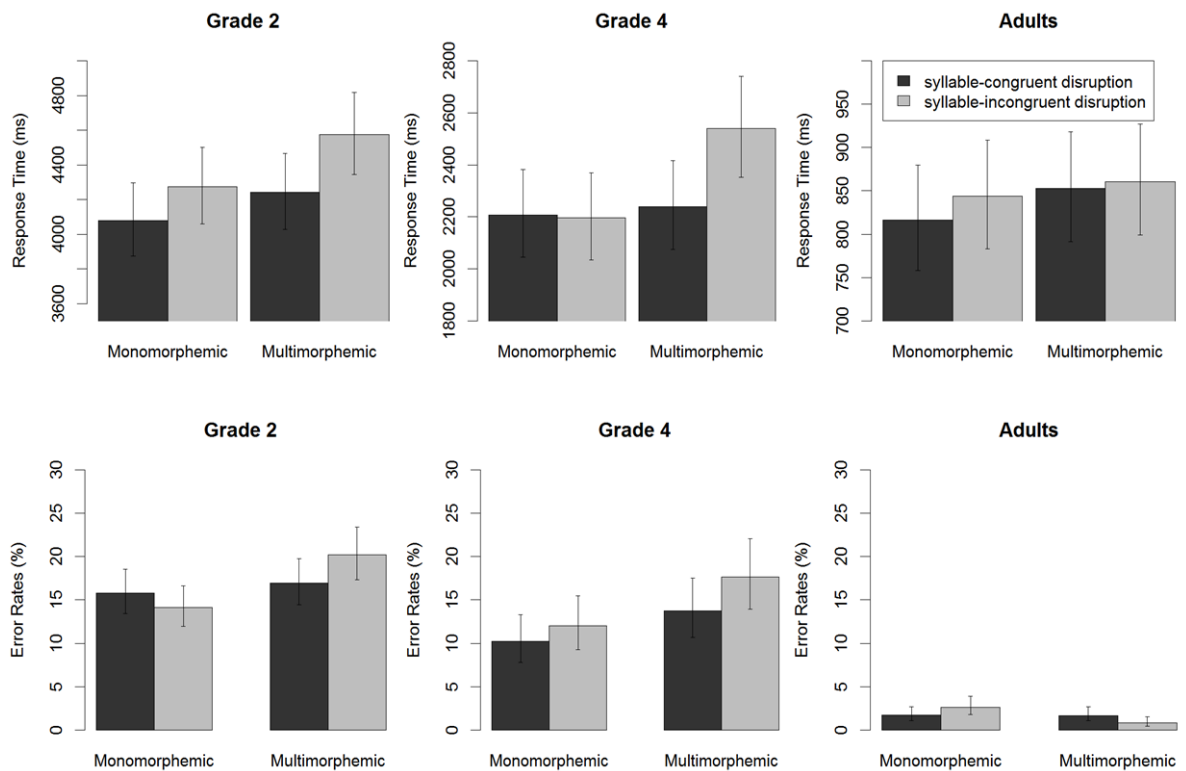 Grade 2
Grade 4
Adults
Response Time (ms)
3600 4000 4400 4800
Monomorphemic Multimorphemic
Response Time (ms)
1800 2000 2200 2400 2600 2800
Monomorphemic Multimorphemic
Response Time (ms)
700 750 800 850 900 950
syllable-congruent disruption
syllable-incongruent disruption
Monomorphemic Multimorphemic
Grade 2
Grade 4
Adults
Error Rates (%)
0 5 10 15 20 25 30
Monomorphemic Multimorphemic
Error Rates (%)
0 5 10 15 20 25 30
Monomorphemic Multimorphemic
Error Rates (%)
0 5 10 15 20 25 30
Monomorphemic Multimorphemic